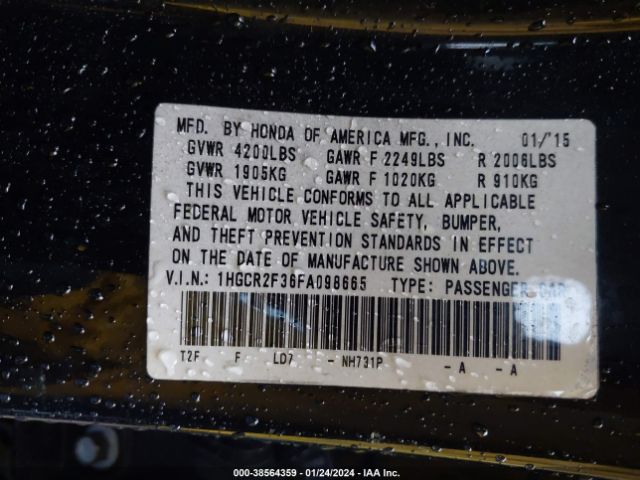 MFD. BY HONDA OF AMERICA MFG., INC. 01/'15
GVWR 4200LBS GAWR F 2249LBS R 2006LBS
GVWR 1905KG GAWR F 1020KG R 910KG
THIS VEHICLE CONFORMS TO ALL APPLICABLE
FEDERAL MOTOR VEHICLE SAFETY, BUMPER,
AND THEFT PREVENTION STANDARDS IN EFFECT
ON THE DATE OF MANUFACTURE SHOWN ABOVE.
V.I.N.: 1HGCR2F36FA098665 TYPE: PASSENGER CAR
T2F F LD7 - NH731P - A - A
000-38564359 - 01/24/2024 - IAA Inc.